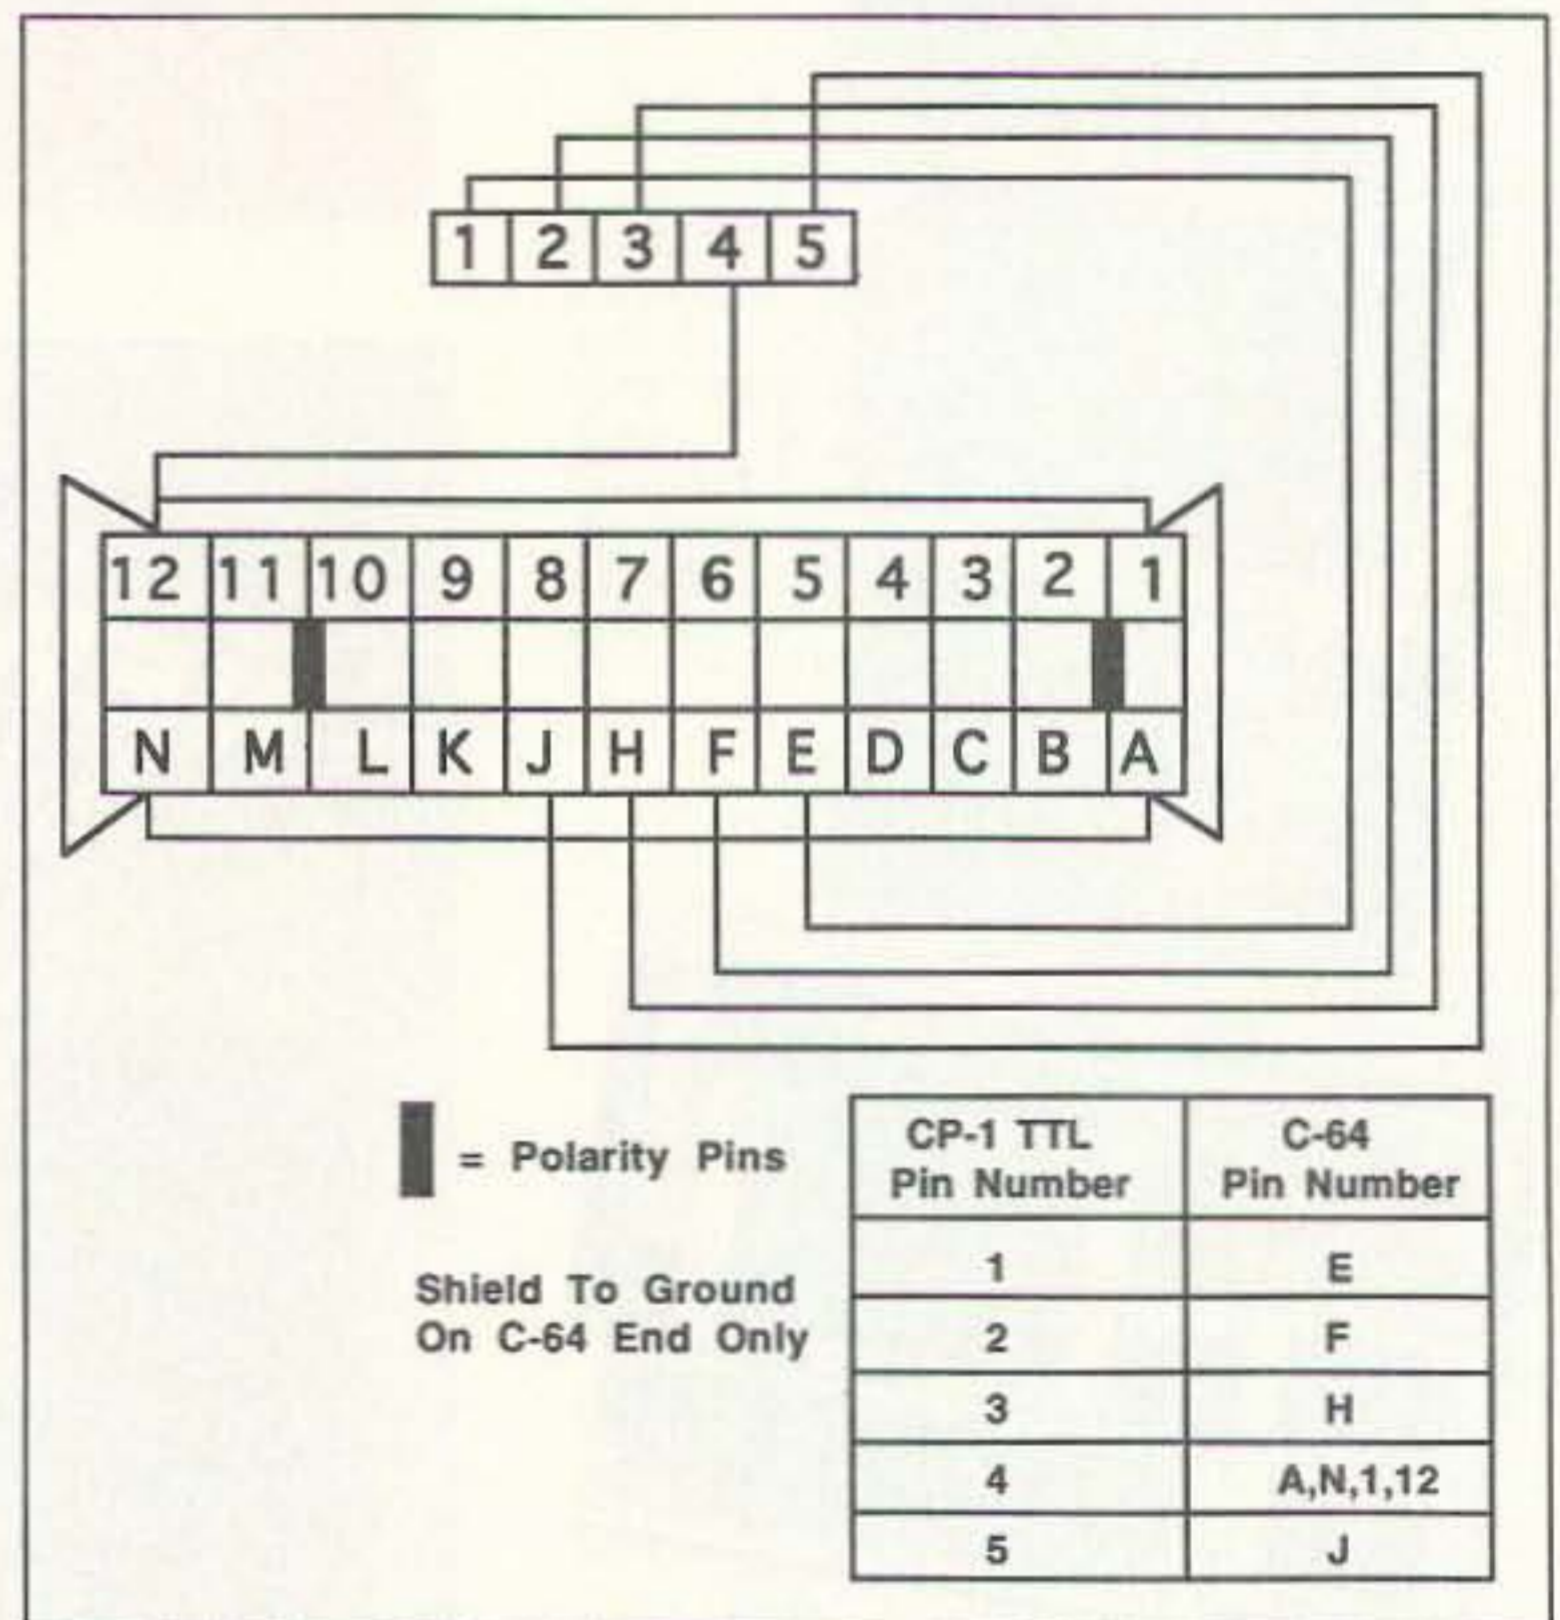 1 2 3 4 5
12 11 10 9 8 7 6 5 4 3 2 1
N M L K J H F E D C B A
= Polarity Pins
Shield To Ground
On C-64 End Only
CP-1 TTL C-64
Pin Number Pin Number
1 E
2 F
3 H
4 A,N,1,12
5 J